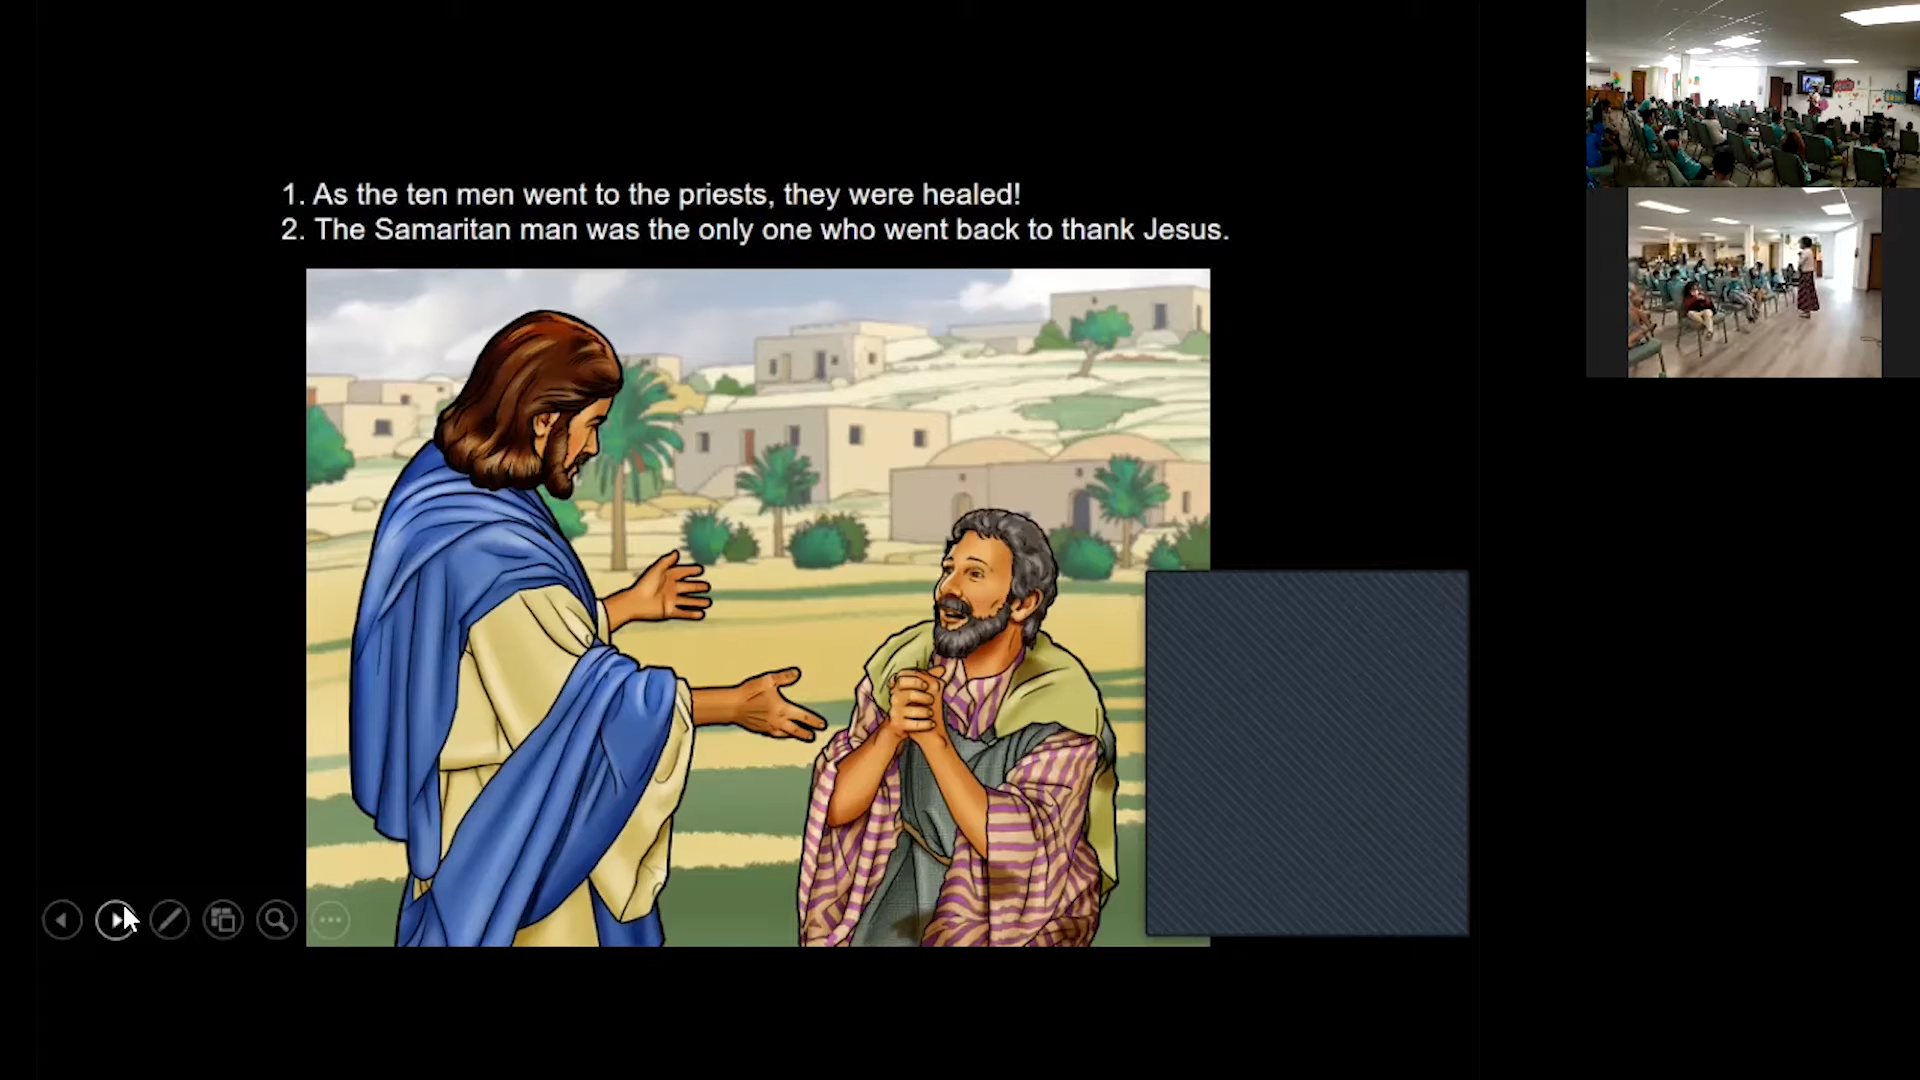 1. As the ten men went to the priests, they were healed!
2. The Samaritan man was the only one who went back to thank Jesus.